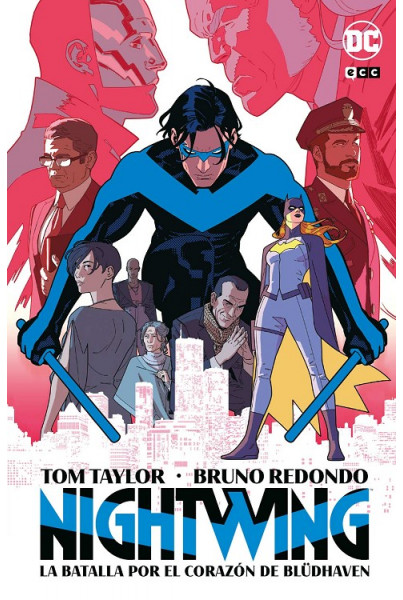 DC
ecc
TOM TAYLOR • BRUNO REDONDO
NIGHTWING
LA BATALLA POR EL CORAZÓN DE BLÜDHAVEN